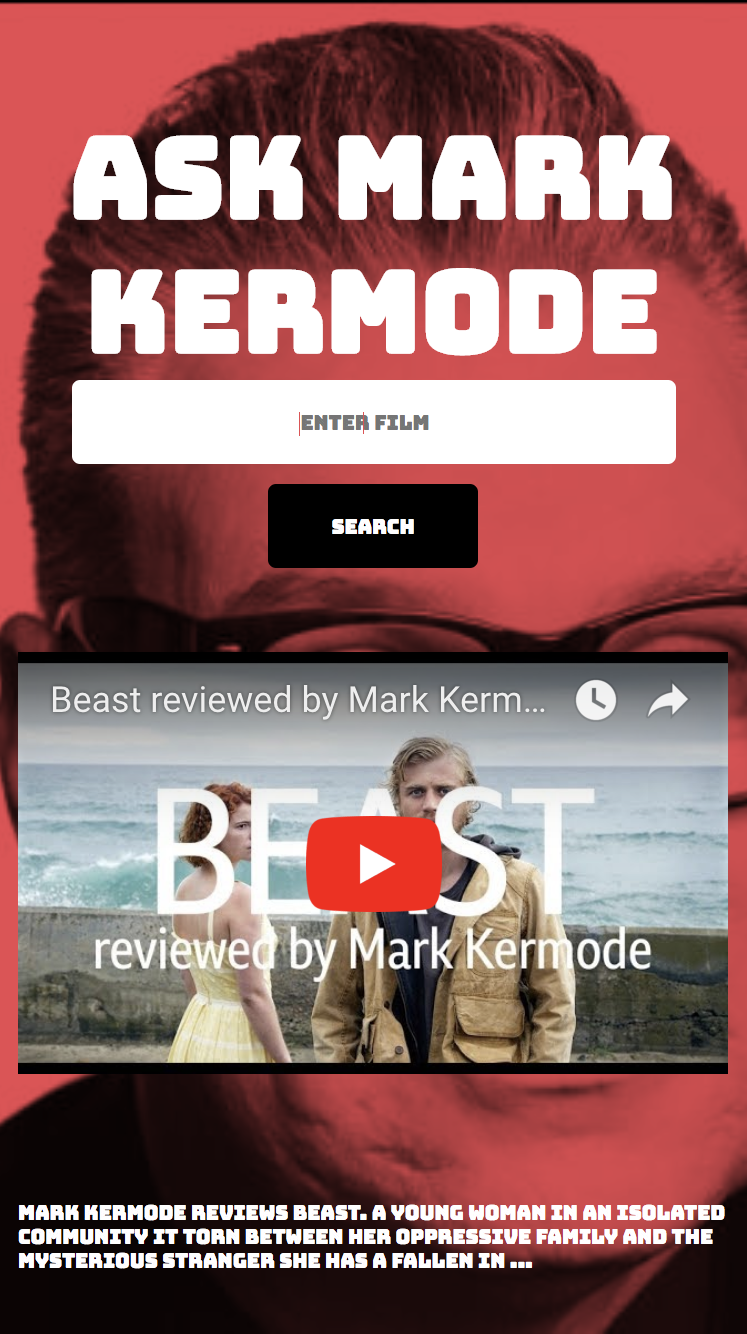 ASK MARK
KERMODE
ENTER FILM
SEARCH
Beast reviewed by Mark Kerm...
BEAST
reviewed by Mark Kermode
MARK KERMODE REVIEWS BEAST. A YOUNG WOMAN IN AN ISOLATED
COMMUNITY IT TORN BETWEEN HER OPPRESSIVE FAMILY AND THE
MYSTERIOUS STRANGER SHE HAS A FALLEN IN ...